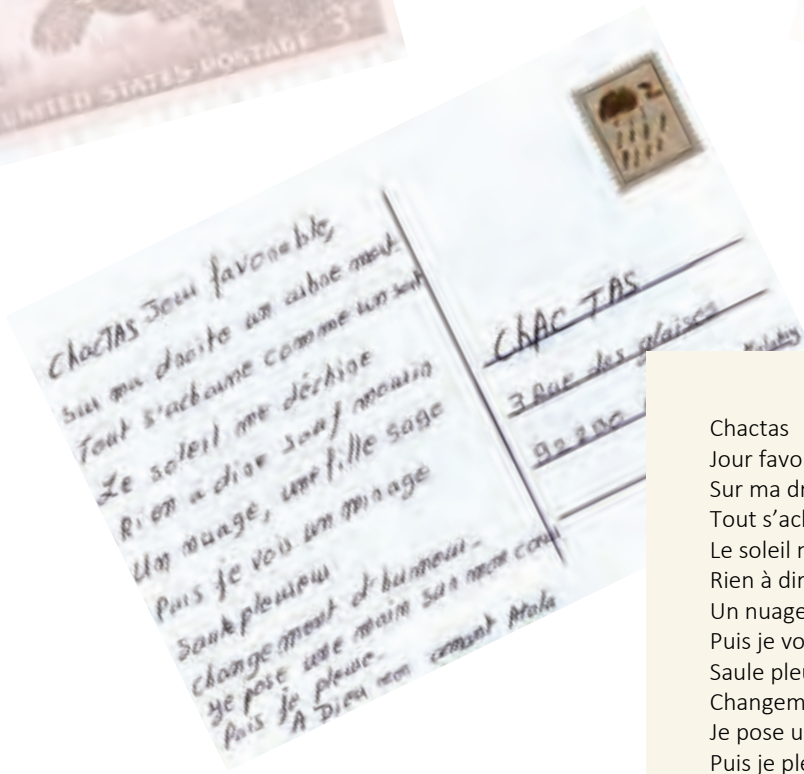 UNITED STATES POSTAGE 3
ChacTAS Jour favorable,
Sur ma droite un arbre mort
Tout s'acharne comme un sort
Le soleil me déchire
Rien a dire sauf mourir
Un nuage, une fille sage
Puis je vois un mirage
Saule pleureur
changement d'humeur.
Je pose une main sur mon
Puis je pleure.
A Dieu mon amant Atala
ChACTAS
3 Rue des glaises
Chactas
Jour favo
Sur ma dr
Tout s’ach
Le soleil
Rien à dir
Un nuage
Puis je vo
Saule pleu
Changem
Je pose u
Puis je ple